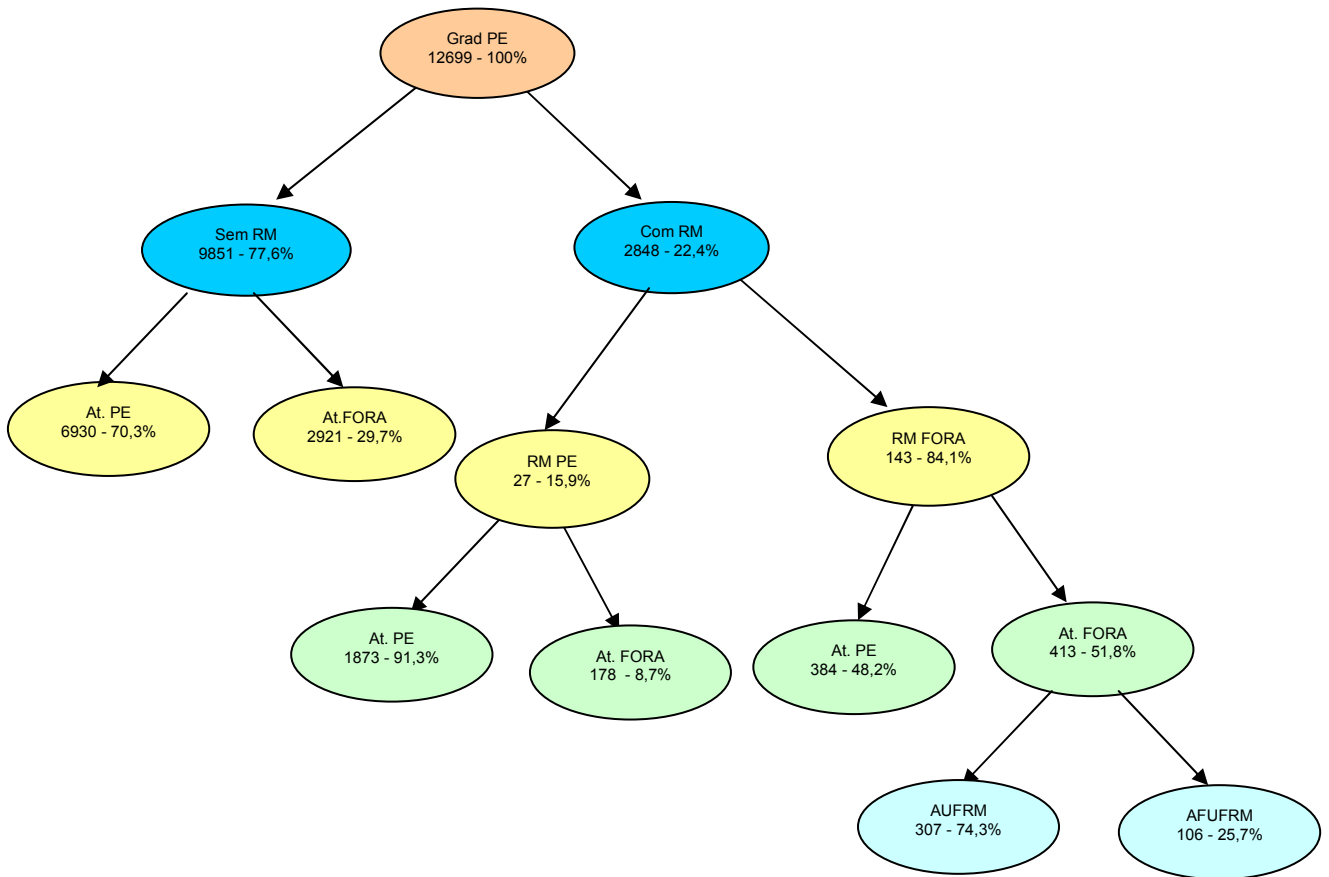 Grad PE
12699 - 100%
Sem RM
9851 - 77,6%
Com RM
2848 - 22,4%
At. PE
6930 - 70,3%
At.FORA
2921 - 29,7%
RM PE
27 - 15,9%
RM FORA
143 - 84,1%
At. PE
1873 - 91,3%
At. FORA
178 - 8,7%
At. PE
384 - 48,2%
At. FORA
413 - 51,8%
AUFRM
307 - 74,3%
AFUFRM
106 - 25,7%